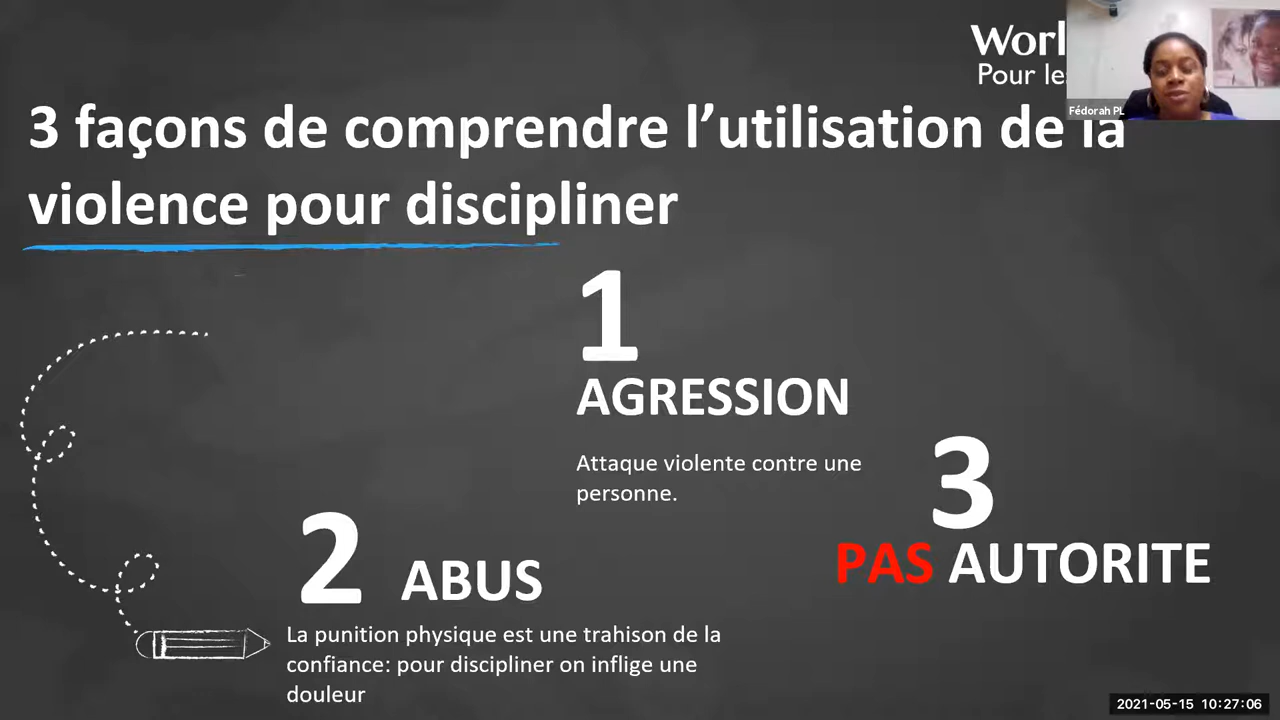 Worl
Pour les
Fédorah PL
3 façons de comprendre l’utilisation de la
violence pour discipliner
1
AGRESSION
Attaque violente contre une
personne.
2 ABUS
La punition physique est une trahison de la
confiance: pour discipliner on inflige une
douleur
3
PAS AUTORITE
2021-05-15 10:27:06